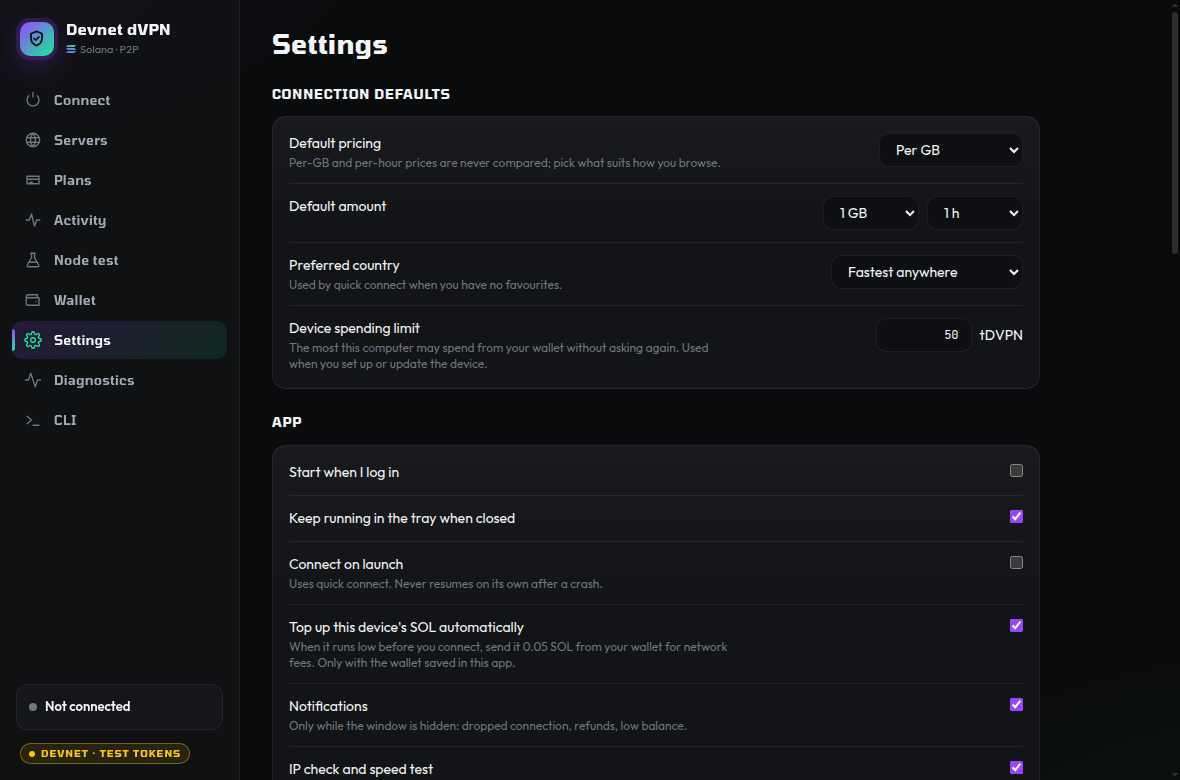 Devnet dVPN
Solana · P2P
Connect
Servers
Plans
Activity
Node test
Wallet
Settings
Diagnostics
CLI
Not connected
DEVNET · TEST TOKENS
Settings
CONNECTION DEFAULTS
Default pricing
Per-GB and per-hour prices are never compared; pick what suits how you browse.
Per GB
Default amount
1 GB
1 h
Preferred country
Used by quick connect when you have no favourites.
Fastest anywhere
Device spending limit
The most this computer may spend from your wallet without asking again. Used
when you set up or update the device.
50
tDVPN
APP
Start when I log in
Keep running in the tray when closed
Connect on launch
Uses quick connect. Never resumes on its own after a crash.
Top up this device's SOL automatically
When it runs low before you connect, send it 0.05 SOL from your wallet for network
fees. Only with the wallet saved in this app.
Notifications
Only while the window is hidden: dropped connection, refunds, low balance.
IP check and speed test